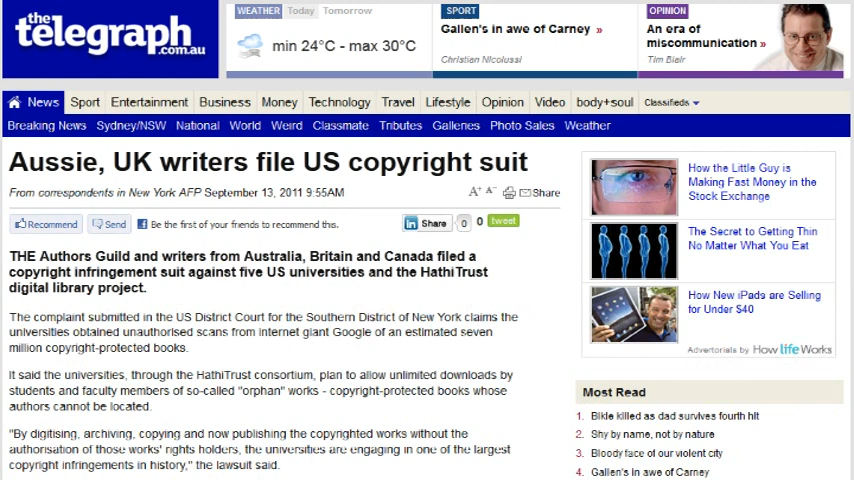 the
telegraph
.com.au
WEATHER Today Tomorrow
min 24°C - max 30°C
SPORT
Gallen's in awe of Carney »
Christian Nicolussi
OPINION
An era of
miscommunication »
Tim Blair
News Sport Entertainment Business Money Technology Travel Lifestyle Opinion Video body+soul Classifieds
Breaking News Sydney/NSW National World Weird Classmate Tributes Galleries Photo Sales Weather
Aussie, UK writers file US copyright suit
From correspondents in New York AFP September 13, 2011 9:55AM
A+ A- Share
Recommend Send Be the first of your friends to recommend this.
in Share 0 0 tweet
THE Authors Guild and writers from Australia, Britain and Canada filed a
copyright infringement suit against five US universities and the HathiTrust
digital library project.
The complaint submitted in the US District Court for the Southern District of New York claims the
universities obtained unauthorised scans from internet giant Google of an estimated seven
million copyright-protected books.
It said the universities, through the HathiTrust consortium, plan to allow unlimited downloads by
students and faculty members of so-called "orphan" works - copyright-protected books whose
authors cannot be located.
"By digitising, archiving, copying and now publishing the copyrighted works without the
authorisation of those works' rights holders, the universities are engaging in one of the largest
copyright infringements in history," the lawsuit said.
How the Little Guy is
Making Fast Money in the
Stock Exchange
The Secret to Getting Thin
No Matter What You Eat
How New iPads are Selling
for Under $40
Advertorials by How life Works
Most Read
1. Bikie killed as dad survives fourth hit
2. Shy by name, not by nature
3. Bloody face of our violent city
4. Gallen's in awe of Carney